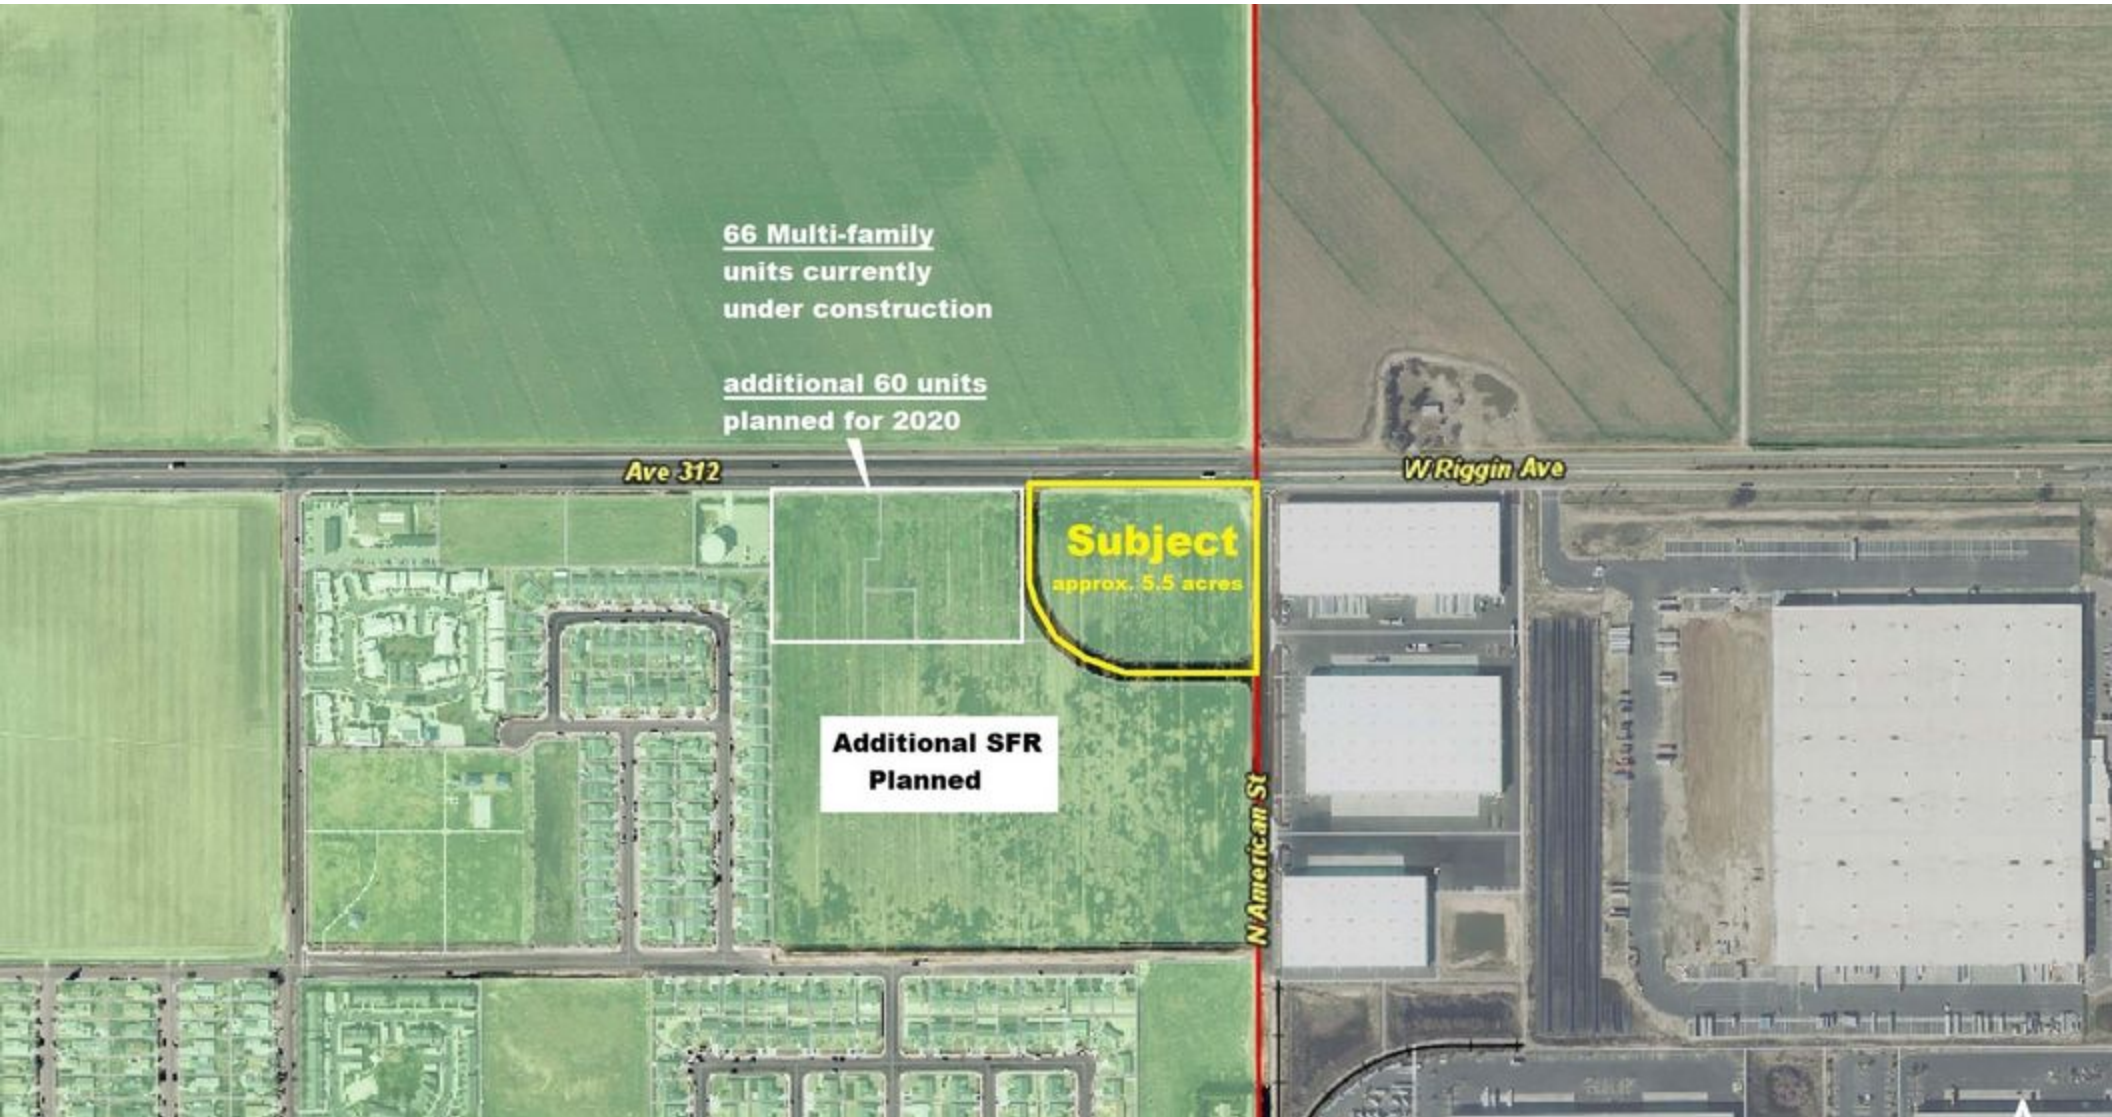 66 Multi-family
units currently
under construction
additional 60 units
planned for 2020
Ave 312
W Riggin Ave
Subject
approx. 5.5 acres
Additional SFR
Planned
N American St